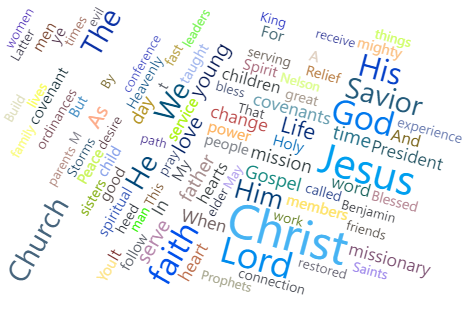 women
Latter
men
ye
times
evil
The
conference
Heavenly
fast
leaders
taught
King
For
receive
mighty
things
Build
lives
family
covenant
ordinances
But
By
day
t
We
young
children
serving
Spirit
bless
A
Relief
Nelson
great
His
Savior
As
service
That
covenants
God
parents
M
Storms
Peace
desire
child
path
love
change
power
Life
Holy
time
And
President
experience
sisters
good
spiritual
He
pray
My
people
mission
Jesus
heed
man
This
In
father
hearts
May
Gospel
called
word
Blessed
Church
You
It
follow
serve
elder
When
Him
members
Benjamin
faith
heart
Christ
work
friends
Lord
Prophets
connection
restored
Saints
missionary